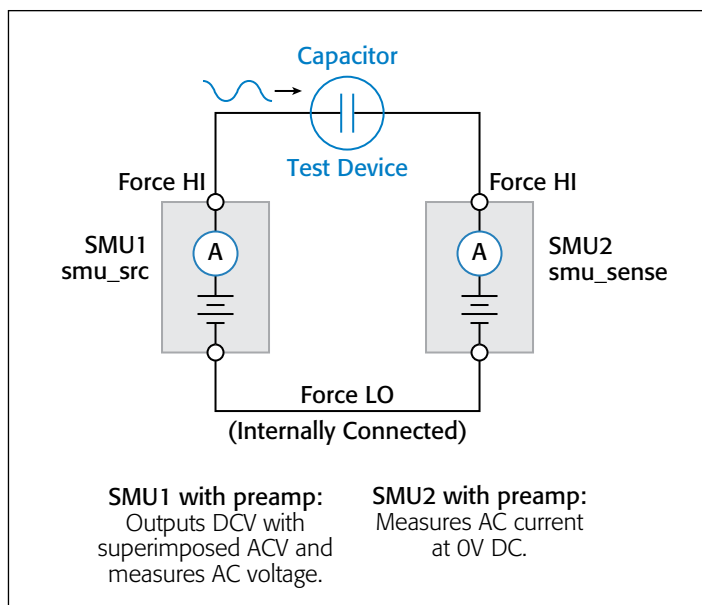 Capacitor
Test Device
Force HI
Force HI
SMU1
smu_src
A
A
SMU2
smu_sense
Force LO
(Internally Connected)
SMU1 with preamp:
Outputs DCV with
superimposed ACV and
measures AC voltage.
SMU2 with preamp:
Measures AC current
at 0V DC.